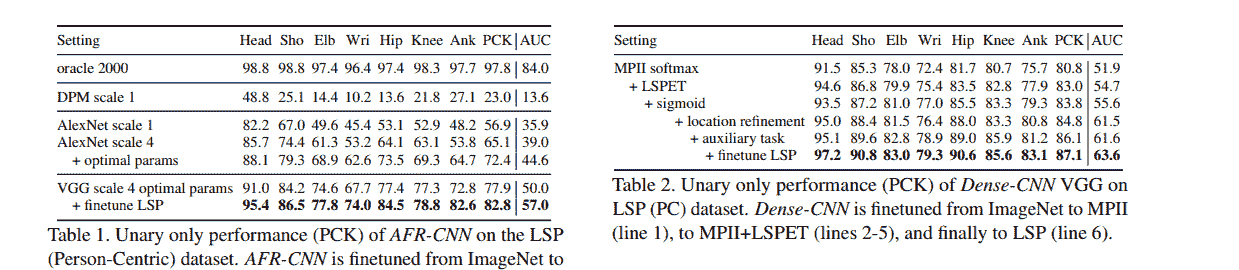 Setting Head Sho Elb Wri Hip Knee Ank PCK AUC
oracle 2000 98.8 98.8 97.4 96.4 97.4 98.3 97.7 97.8 84.0
DPM scale 1 48.8 25.1 14.4 10.2 13.6 21.8 27.1 23.0 13.6
AlexNet scale 1 82.2 67.0 49.6 45.4 53.1 52.9 48.2 56.9 35.9
AlexNet scale 4 85.7 74.4 61.3 53.2 64.1 63.1 53.8 65.1 39.0
+ optimal params 88.1 79.3 68.9 62.6 73.5 69.3 64.7 72.4 44.6
VGG scale 4 optimal params 91.0 84.2 74.6 67.7 77.4 77.3 72.8 77.9 50.0
+ finetune LSP 95.4 86.5 77.8 74.0 84.5 78.8 82.6 82.8 57.0
Table 1. Unary only performance (PCK) of AFR-CNN on the LSP
(Person-Centric) dataset. AFR-CNN is finetuned from ImageNet to
Setting Head Sho Elb Wri Hip Knee Ank PCK AUC
MPII softmax 91.5 85.3 78.0 72.4 81.7 80.7 75.7 80.8 51.9
+ LSPET 94.6 86.8 79.9 75.4 83.5 82.8 77.9 83.0 54.7
+ sigmoid 93.5 87.2 81.0 77.0 85.5 83.3 79.3 83.8 55.6
+ location refinement 95.0 88.4 81.5 76.4 88.0 83.3 80.8 84.8 61.5
+ auxiliary task 95.1 89.6 82.8 78.9 89.0 85.9 81.2 86.1 61.6
+ finetune LSP 97.2 90.8 83.0 79.3 90.6 85.6 83.1 87.1 63.6
Table 2. Unary only performance (PCK) of Dense-CNN VGG on
LSP (PC) dataset. Dense-CNN is finetuned from ImageNet to MPII
(line 1), to MPII+LSPET (lines 2-5), and finally to LSP (line 6).